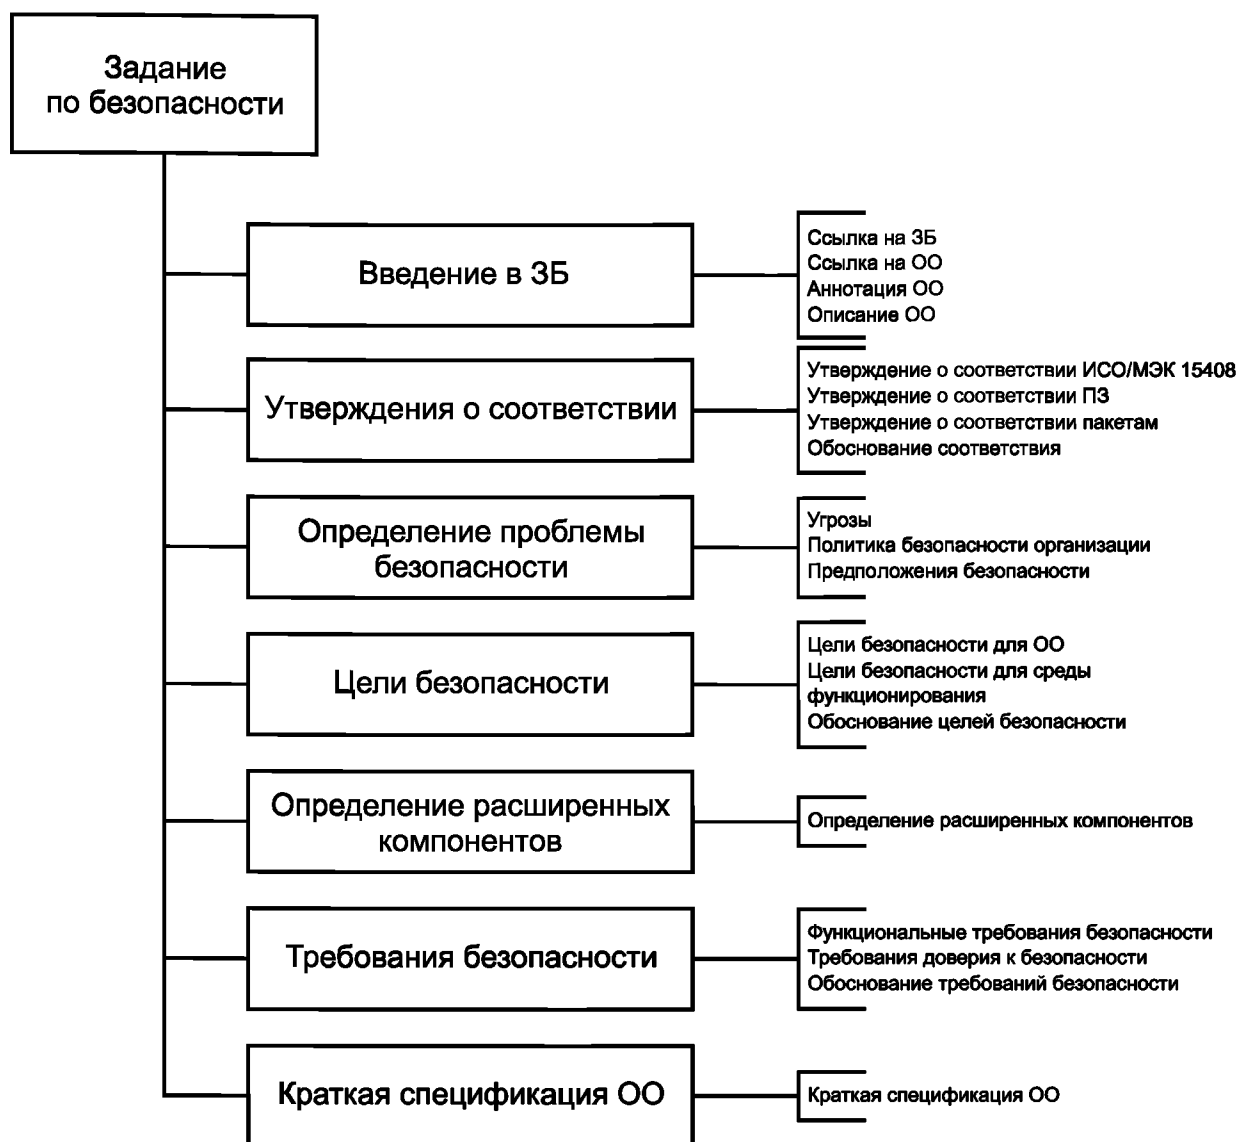 Задание
по безопасности
Введение в ЗБ
Ссылка на ЗБ
Ссылка на ОО
Аннотация ОО
Описание ОО
Утверждения о соответствии
Утверждение о соответствии ИСО/МЭК 15408
Утверждение о соответствии ПЗ
Утверждение о соответствии пакетам
Обоснование соответствия
Определение проблемы
безопасности
Угрозы
Политика безопасности организации
Предположения безопасности
Цели безопасности
Цели безопасности для ОО
Цели безопасности для среды
функционирования
Обоснование целей безопасности
Определение расширенных
компонентов
Определение расширенных компонентов
Требования безопасности
Функциональные требования безопасности
Требования доверия к безопасности
Обоснование требований безопасности
Краткая спецификация ОО
Краткая спецификация ОО